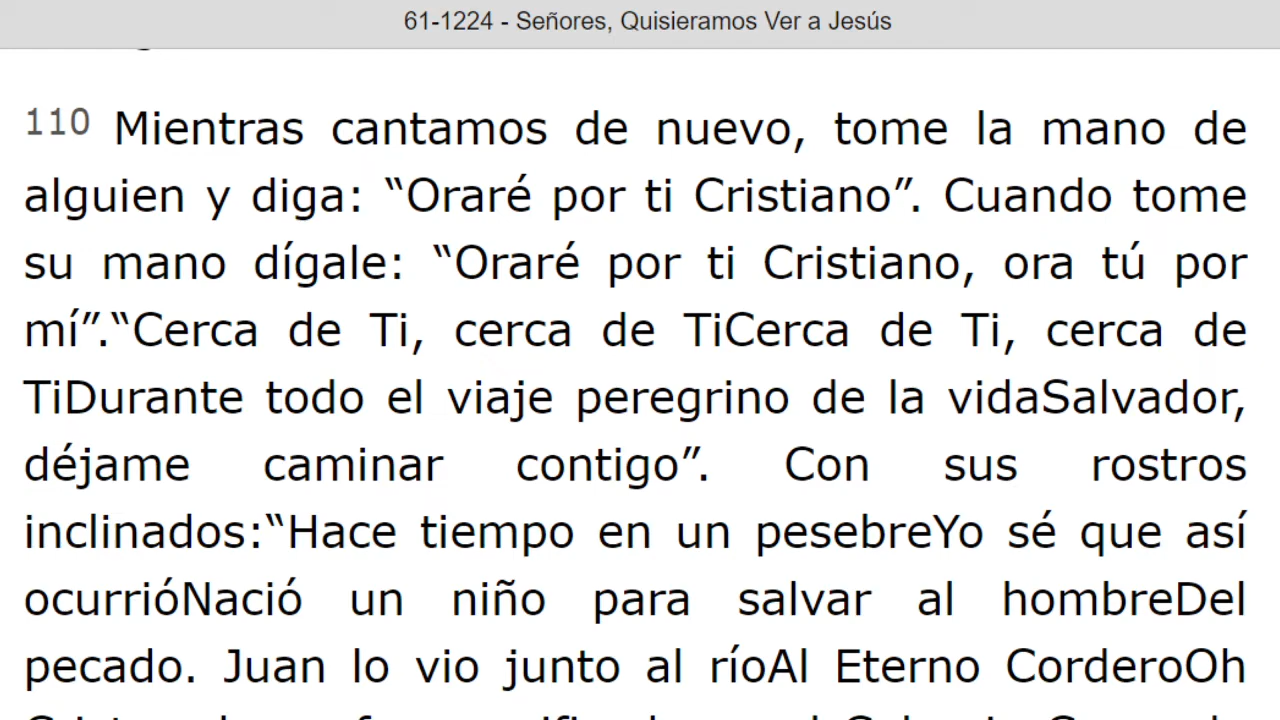 61-1224 - Señores, Quisieramos Ver a Jesús
110 Mientras cantamos de nuevo, tome la mano de
alguien y diga: “Oraré por ti Cristiano”. Cuando tome
su mano dígale: “Oraré por ti Cristiano, ora tú por
mí”.“Cerca de Ti, cerca de TiCerca de Ti, cerca de
TiDurante todo el viaje peregrino de la vidaSalvador,
déjame caminar contigo”. Con sus rostros
inclinados:“Hace tiempo en un pesebreYo sé que así
ocurrióNació un niño para salvar al hombreDel
pecado. Juan lo vio junto al ríoAl Eterno CorderoOh